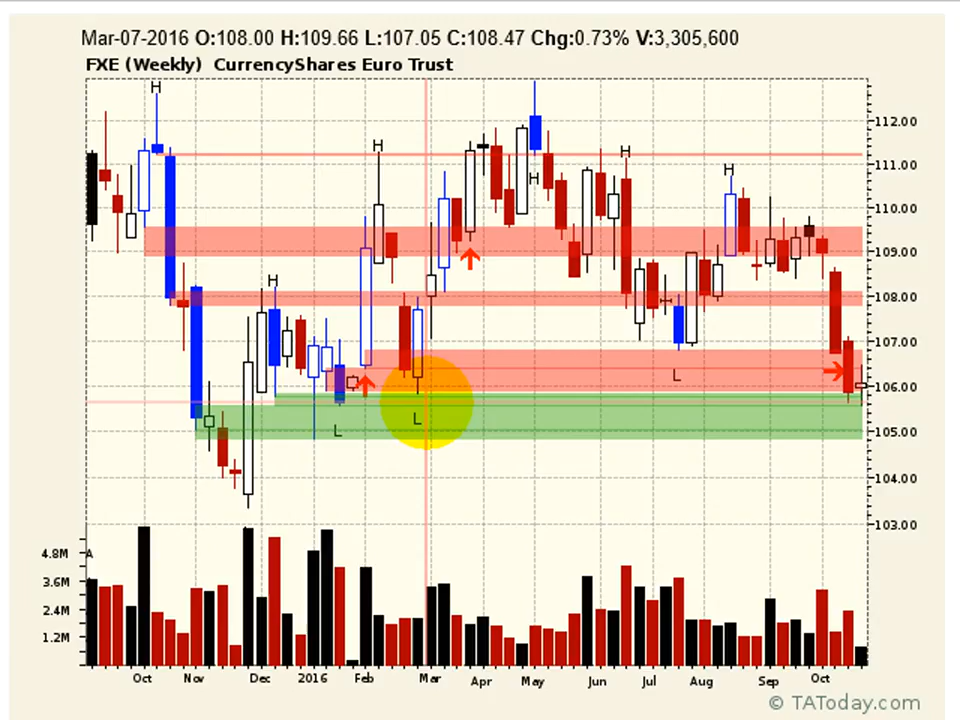 Mar-07-2016 O:108.00 H:109.66 L:107.05 C:108.47 Chg:0.73% V:3,305,600
FXE (Weekly) CurrencyShares Euro Trust
H
112.00
H
H
111.00
H
H
110.00
109.00
H
108.00
107.00
L
106.00
L
L
105.00
104.00
103.00
4.8M
A
3.6M
2.4M
1.2M
Oct Nov Dec 2016 Feb Mar Apr May Jun Jul Aug Sep Oct
© TAToday.com